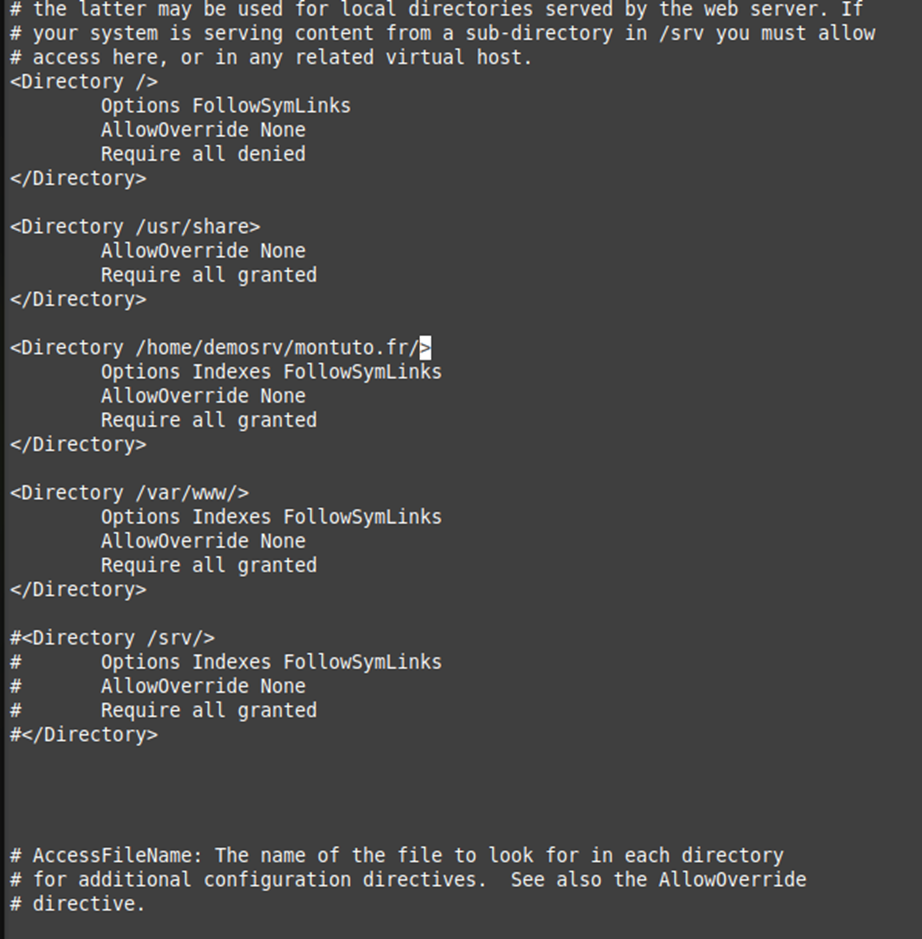 # the latter may be used for local directories served by the web server. If
# your system is serving content from a sub-directory in /srv you must allow
# access here, or in any related virtual host.
<Directory />
        Options FollowSymLinks
        AllowOverride None
        Require all denied
</Directory>

<Directory /usr/share>
        AllowOverride None
        Require all granted
</Directory>

<Directory /home/demosrv/montuto.fr/>
        Options Indexes FollowSymLinks
        AllowOverride None
        Require all granted
</Directory>

<Directory /var/www/>
        Options Indexes FollowSymLinks
        AllowOverride None
        Require all granted
</Directory>

#<Directory /srv/>
#       Options Indexes FollowSymLinks
#       AllowOverride None
#       Require all granted
#</Directory>

# AccessFileName: The name of the file to look for in each directory
# for additional configuration directives.  See also the AllowOverride
# directive.